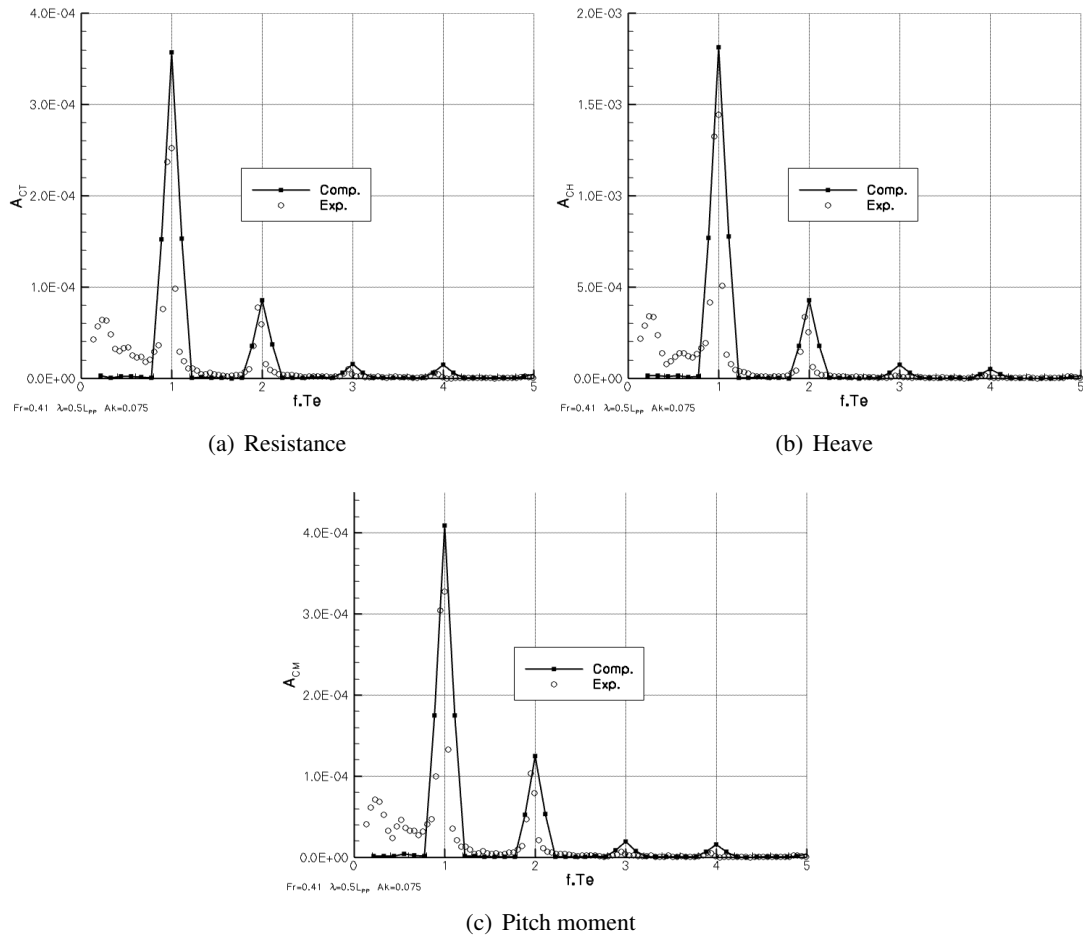 4.0E-04
3.0E-04
2.0E-04
1.0E-04
0.0E+00
A_CT
0 1 2 3 4 5
f.Te
Comp.
Exp.
Fr=0.41 λ=0.5L_PP Ak=0.075
(a) Resistance
2.0E-03
1.5E-03
1.0E-03
5.0E-04
0.0E+00
A_CH
0 1 2 3 4 5
f.Te
Comp.
Exp.
Fr=0.41 λ=0.5L_PP Ak=0.075
(b) Heave
4.0E-04
3.0E-04
2.0E-04
1.0E-04
0.0E+00
A_CM
0 1 2 3 4 5
f.Te
Comp.
Exp.
Fr=0.41 λ=0.5L_PP Ak=0.075
(c) Pitch moment